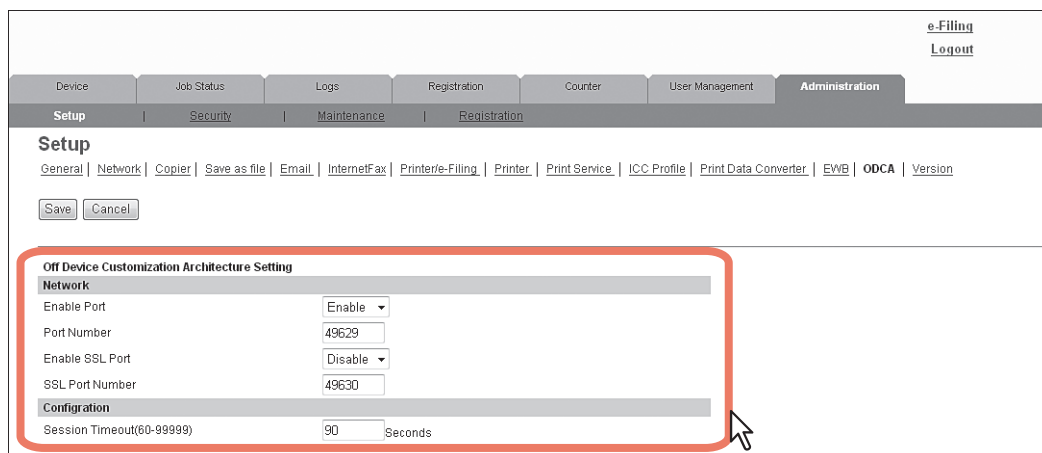 e-Filing
Logout
Device Job Status Logs Registration Counter User Management Administration
Setup | Security | Maintenance | Registration
Setup
General | Network | Copier | Save as file | Email | InternetFax | Printer/e-Filing | Printer | Print Service | ICC Profile | Print Data Converter | EWB | ODCA | Version
Save Cancel
Off Device Customization Architecture Setting
Network
Enable Port Enable
Port Number 49629
Enable SSL Port Disable
SSL Port Number 49630
Configration
Session Timeout(60-99999) 90 Seconds